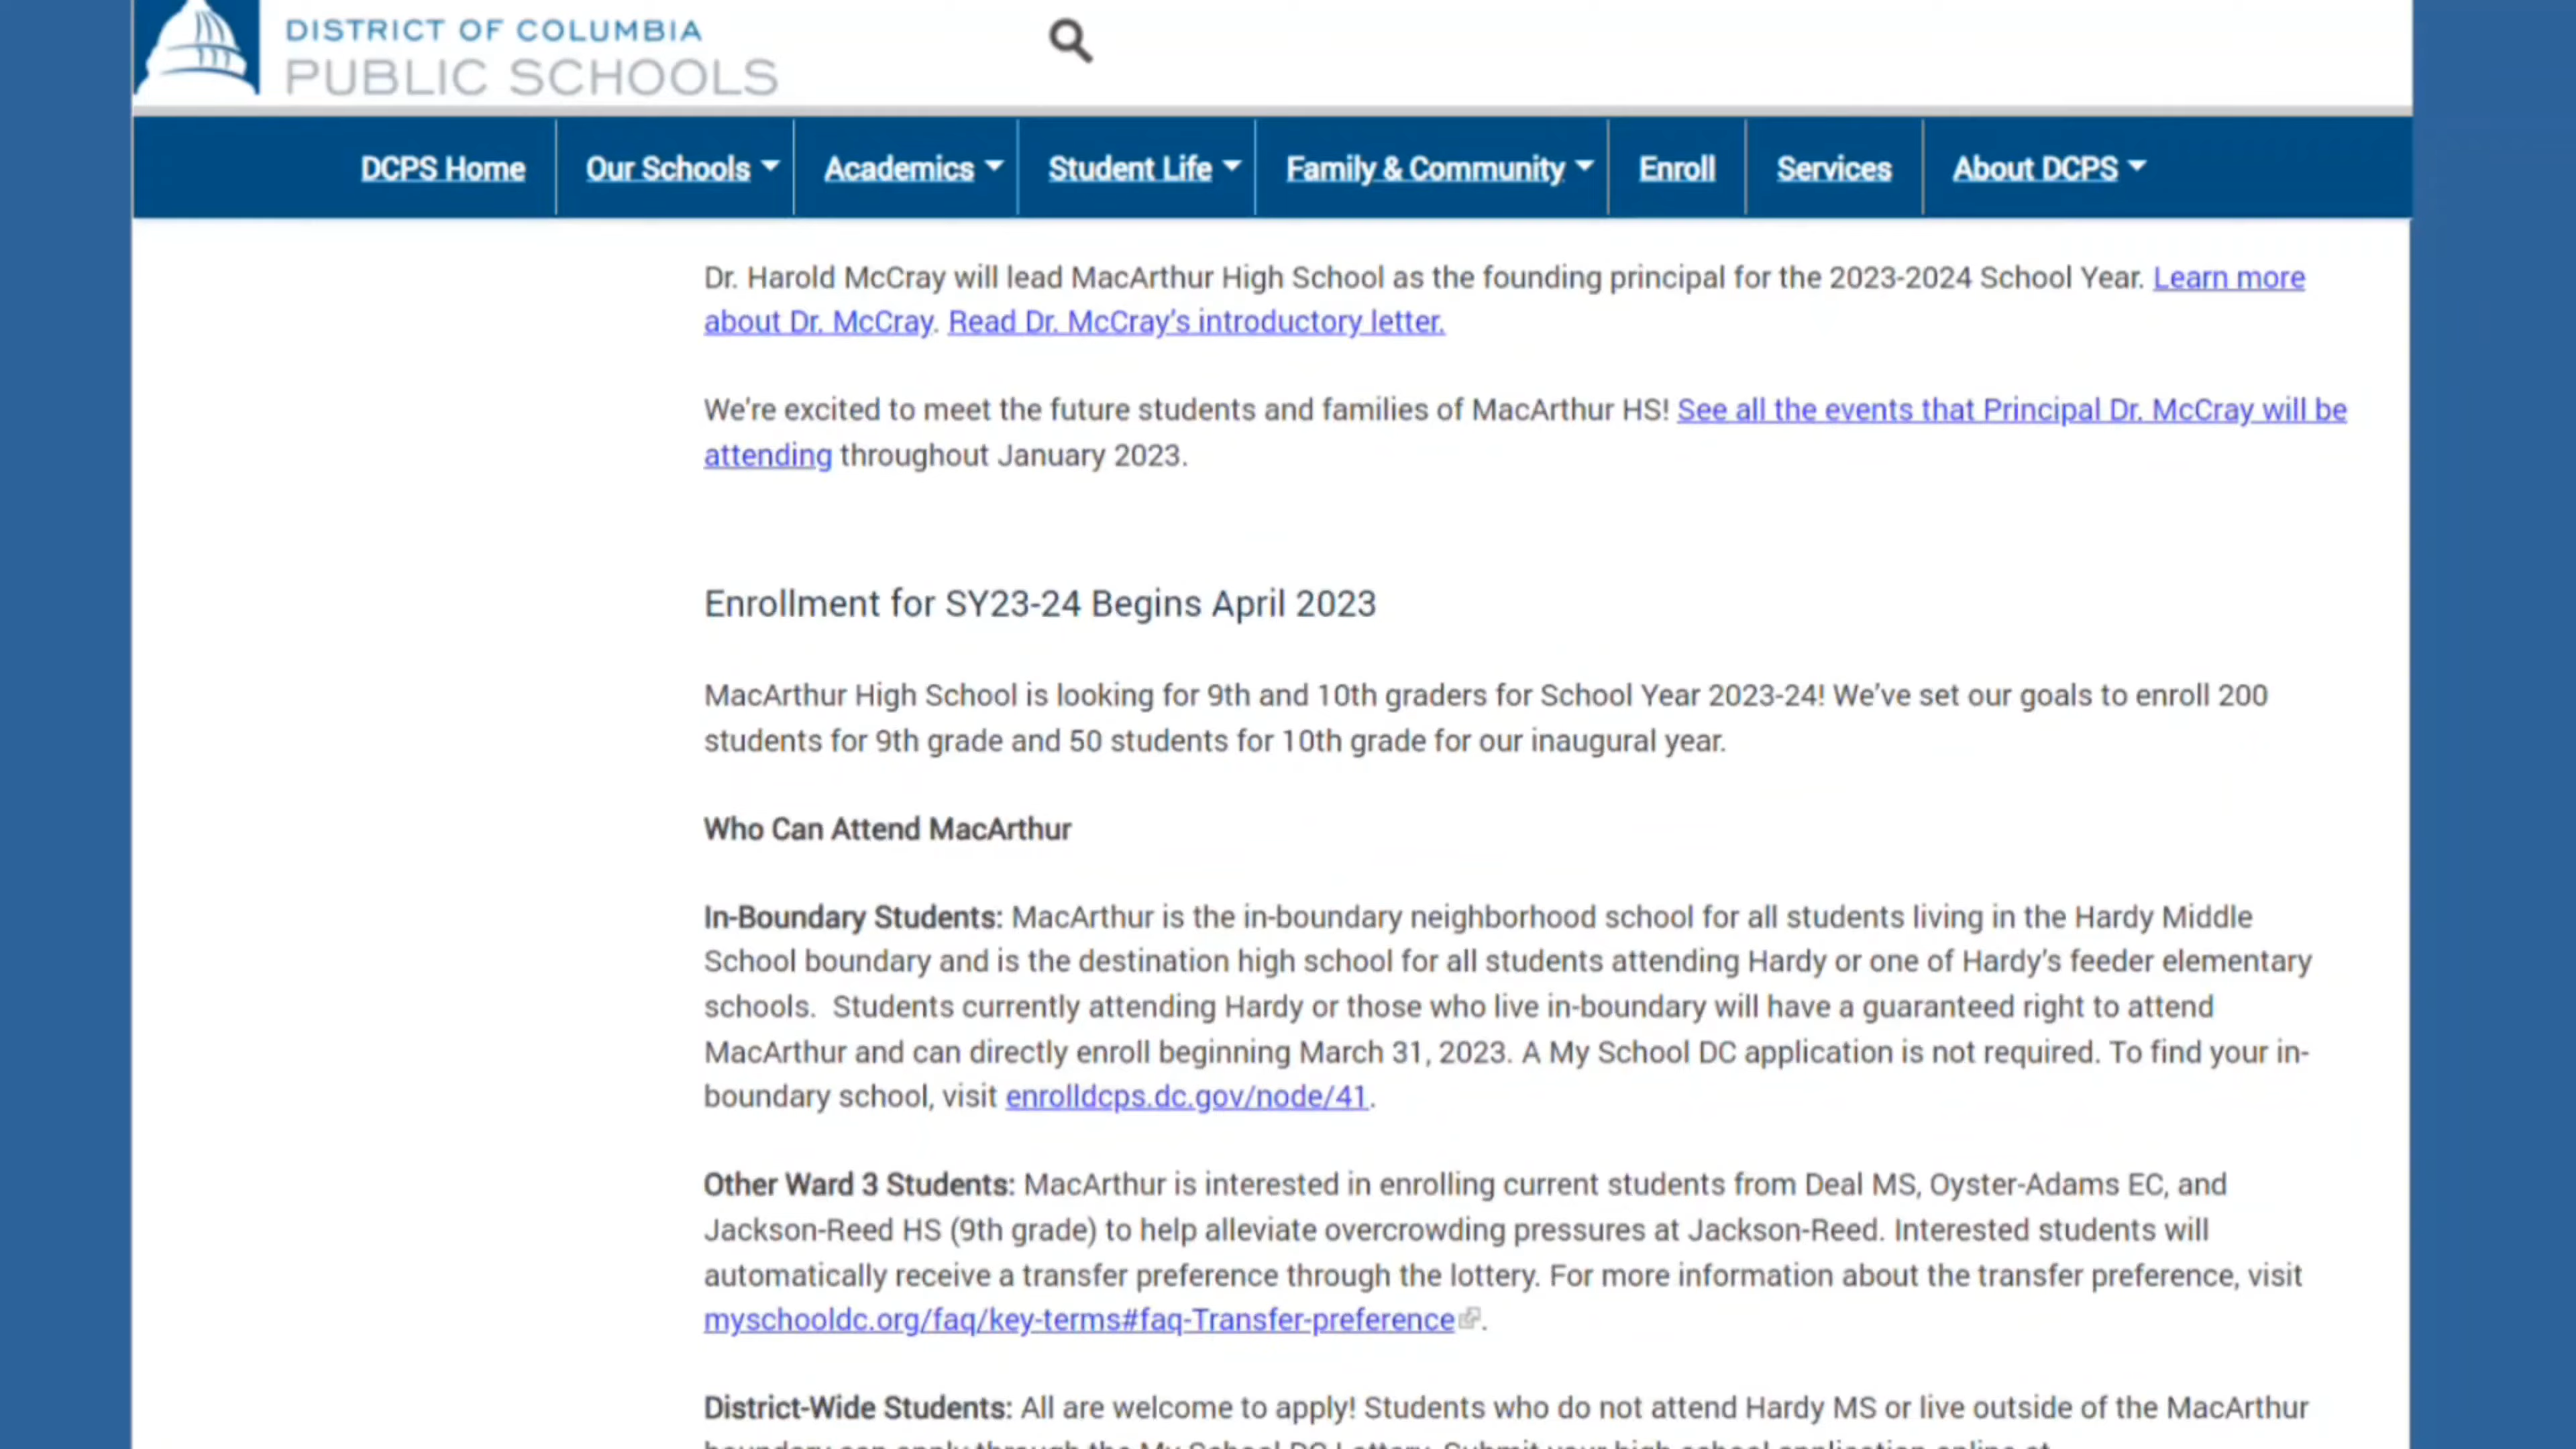 DISTRICT OF COLUMBIA
PUBLIC SCHOOLS
DCPS Home Our Schools Academics Student Life Family & Community Enroll Services About DCPS
Dr. Harold McCray will lead MacArthur High School as the founding principal for the 2023-2024 School Year. Learn more
about Dr. McCray. Read Dr. McCray's introductory letter.
We're excited to meet the future students and families of MacArthur HS! See all the events that Principal Dr. McCray will be
attending throughout January 2023.
Enrollment for SY23-24 Begins April 2023
MacArthur High School is looking for 9th and 10th graders for School Year 2023-24! We've set our goals to enroll 200
students for 9th grade and 50 students for 10th grade for our inaugural year.
Who Can Attend MacArthur
In-Boundary Students: MacArthur is the in-boundary neighborhood school for all students living in the Hardy Middle
School boundary and is the destination high school for all students attending Hardy or one of Hardy's feeder elementary
schools. Students currently attending Hardy or those who live in-boundary will have a guaranteed right to attend
MacArthur and can directly enroll beginning March 31, 2023. A My School DC application is not required. To find your in-
boundary school, visit enrolldcps.dc.gov/node/41.
Other Ward 3 Students: MacArthur is interested in enrolling current students from Deal MS, Oyster-Adams EC, and
Jackson-Reed HS (9th grade) to help alleviate overcrowding pressures at Jackson-Reed. Interested students will
automatically receive a transfer preference through the lottery. For more information about the transfer preference, visit
myschooldc.org/faq/key-terms#faq-Transfer-preference.
District-Wide Students: All are welcome to apply! Students who do not attend Hardy MS or live outside of the MacArthur